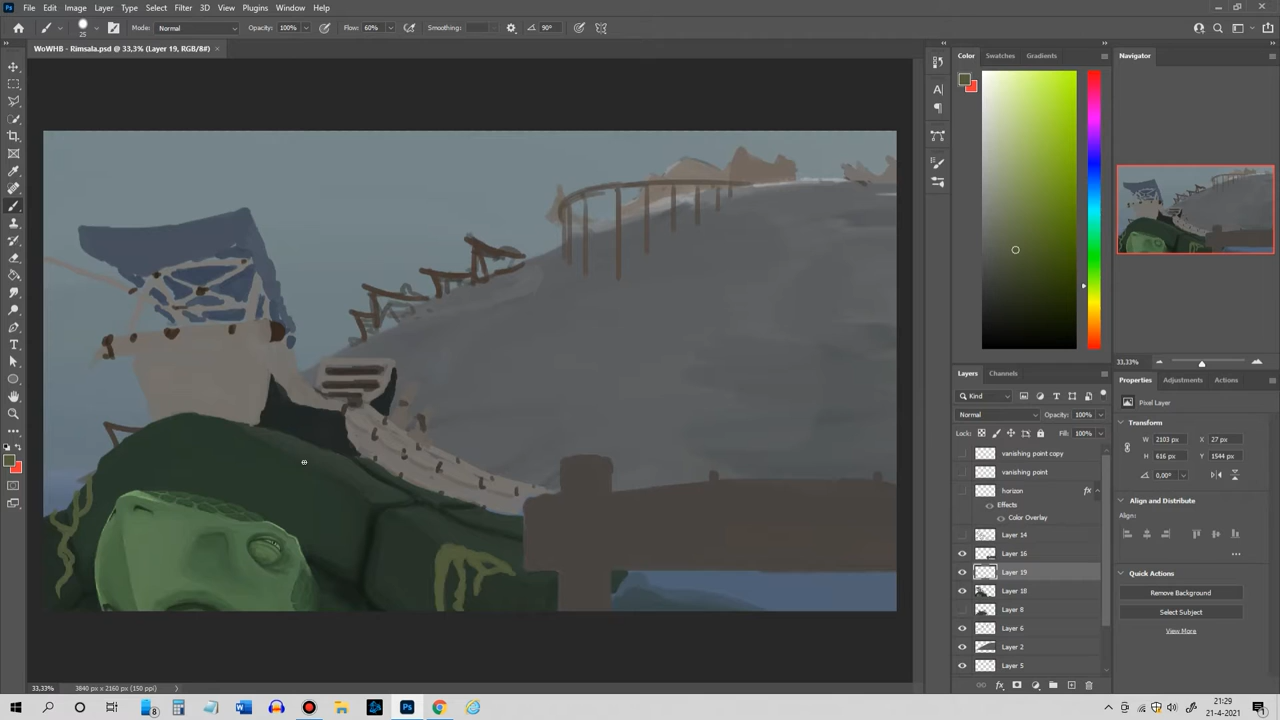 File Edit Image Layer Type Select Filter 3D View Plugins Window Help
25 Mode: Normal Opacity: 100% Flow: 60% Smoothing: 90°
WoWHB - Rimsala.psd @ 33,3% (Layer 19, RGB/8#)
Color Swatches Gradients
Navigator
33,33%
Layers Channels
Properties Adjustments Actions
Kind
Pixel Layer
Normal Opacity: 100%
Transform
Lock: Fill: 100%
W 2103 px X 27 px
H 616 px Y 1544 px
0,00°
vanishing point copy
vanishing point
horizon fx
Effects
Color Overlay
Layer 14
Layer 16
Layer 19
Layer 18
Layer 8
Layer 6
Layer 2
Layer 5
Align and Distribute
Align:
Quick Actions
Remove Background
Select Subject
View More
33,33% 3840 px x 2160 px (150 ppi)
21:29
21-4-2021